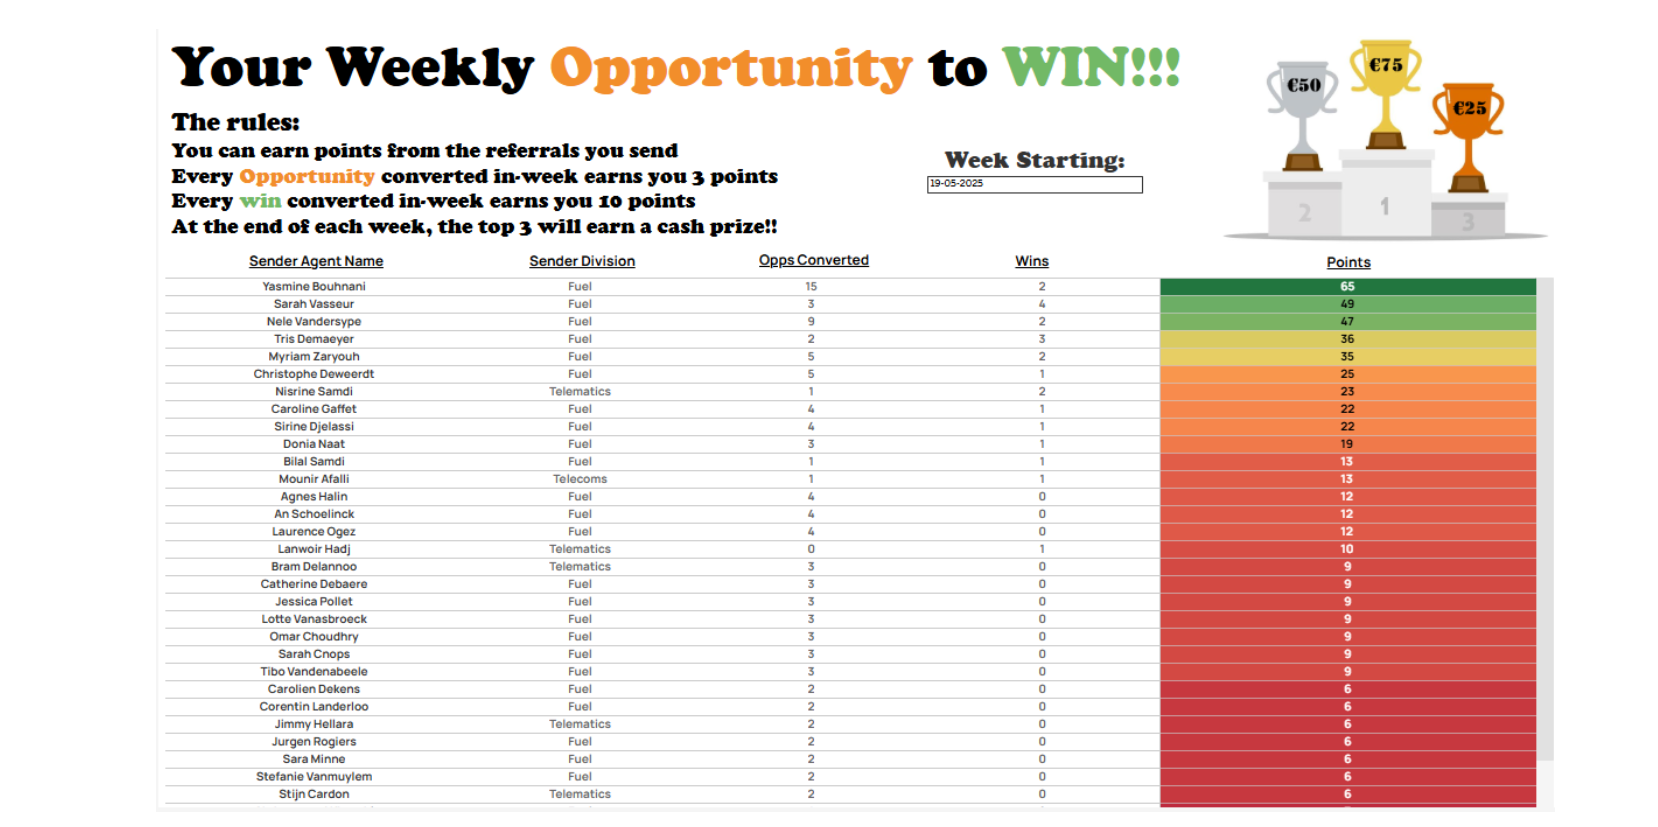 Your Weekly Opportunity to WIN!!!
€50 €75 €25
The rules:
You can earn points from the referrals you send
Every Opportunity converted in-week earns you 3 points
Every win converted in-week earns you 10 points
At the end of each week, the top 3 will earn a cash prize!!
Week Starting:
19-05-2025
2 1 3
Sender Agent Name Sender Division Opps Converted Wins Points
Yasmine Bouhnani Fuel 15 2 65
Sarah Vasseur Fuel 3 4 49
Nele Vandersype Fuel 9 2 47
Tris Demaeyer Fuel 2 3 36
Myriam Zaryouh Fuel 5 2 35
Christophe Deweerdt Fuel 5 1 25
Nisrine Samdi Telematics 1 2 23
Caroline Gaffet Fuel 4 1 22
Sirine Djelassi Fuel 4 1 22
Donia Naat Fuel 3 1 19
Bilal Samdi Fuel 1 1 13
Mounir Afalli Telecoms 1 1 13
Agnes Halin Fuel 4 0 12
An Schoelinck Fuel 4 0 12
Laurence Ogez Fuel 4 0 12
Lanwoir Hadj Telematics 0 1 10
Bram Delannoo Telematics 3 0 9
Catherine Debaere Fuel 3 0 9
Jessica Pollet Fuel 3 0 9
Lotte Vanasbroeck Fuel 3 0 9
Omar Choudhry Fuel 3 0 9
Sarah Cnops Fuel 3 0 9
Tibo Vandenabeele Fuel 3 0 9
Carolien Dekens Fuel 2 0 6
Corentin Landerloo Fuel 2 0 6
Jimmy Hellara Telematics 2 0 6
Jurgen Rogiers Fuel 2 0 6
Sara Minne Fuel 2 0 6
Stefanie Vanmuylem Fuel 2 0 6
Stijn Cardon Telematics 2 0 6